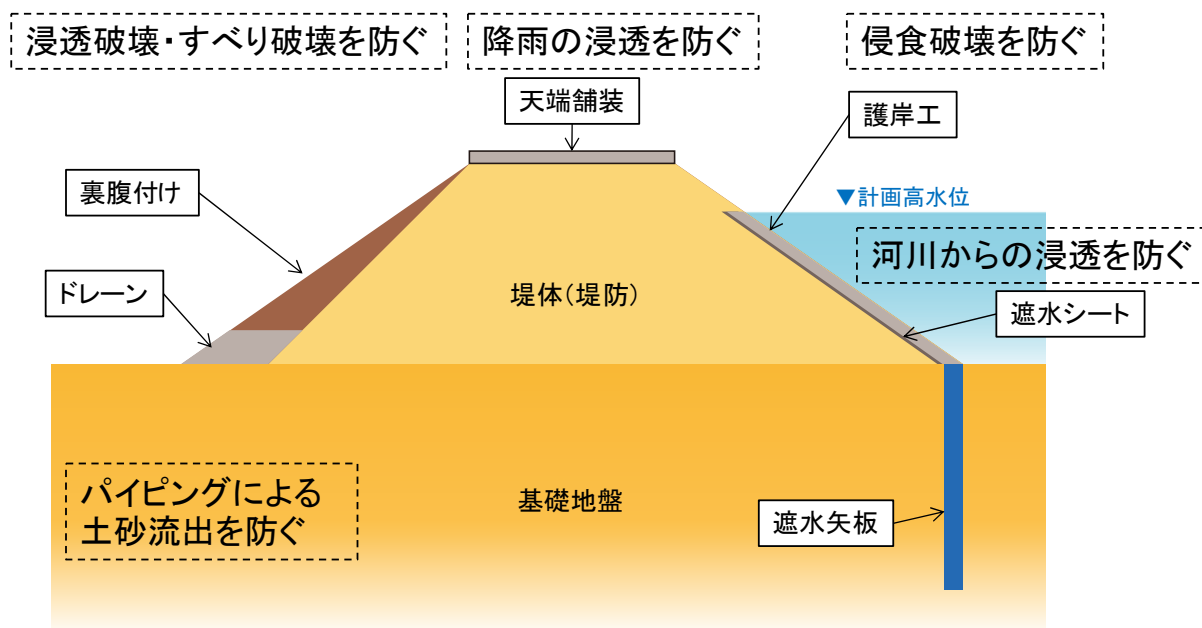 浸透破壊・すべり破壊を防ぐ
降雨の浸透を防ぐ
侵食破壊を防ぐ
天端舗装
護岸工
裏腹付け
▼計画高水位
河川からの浸透を防ぐ
ドレーン
堤体(堤防)
遮水シート
パイピングによる
土砂流出を防ぐ
基礎地盤
遮水矢板